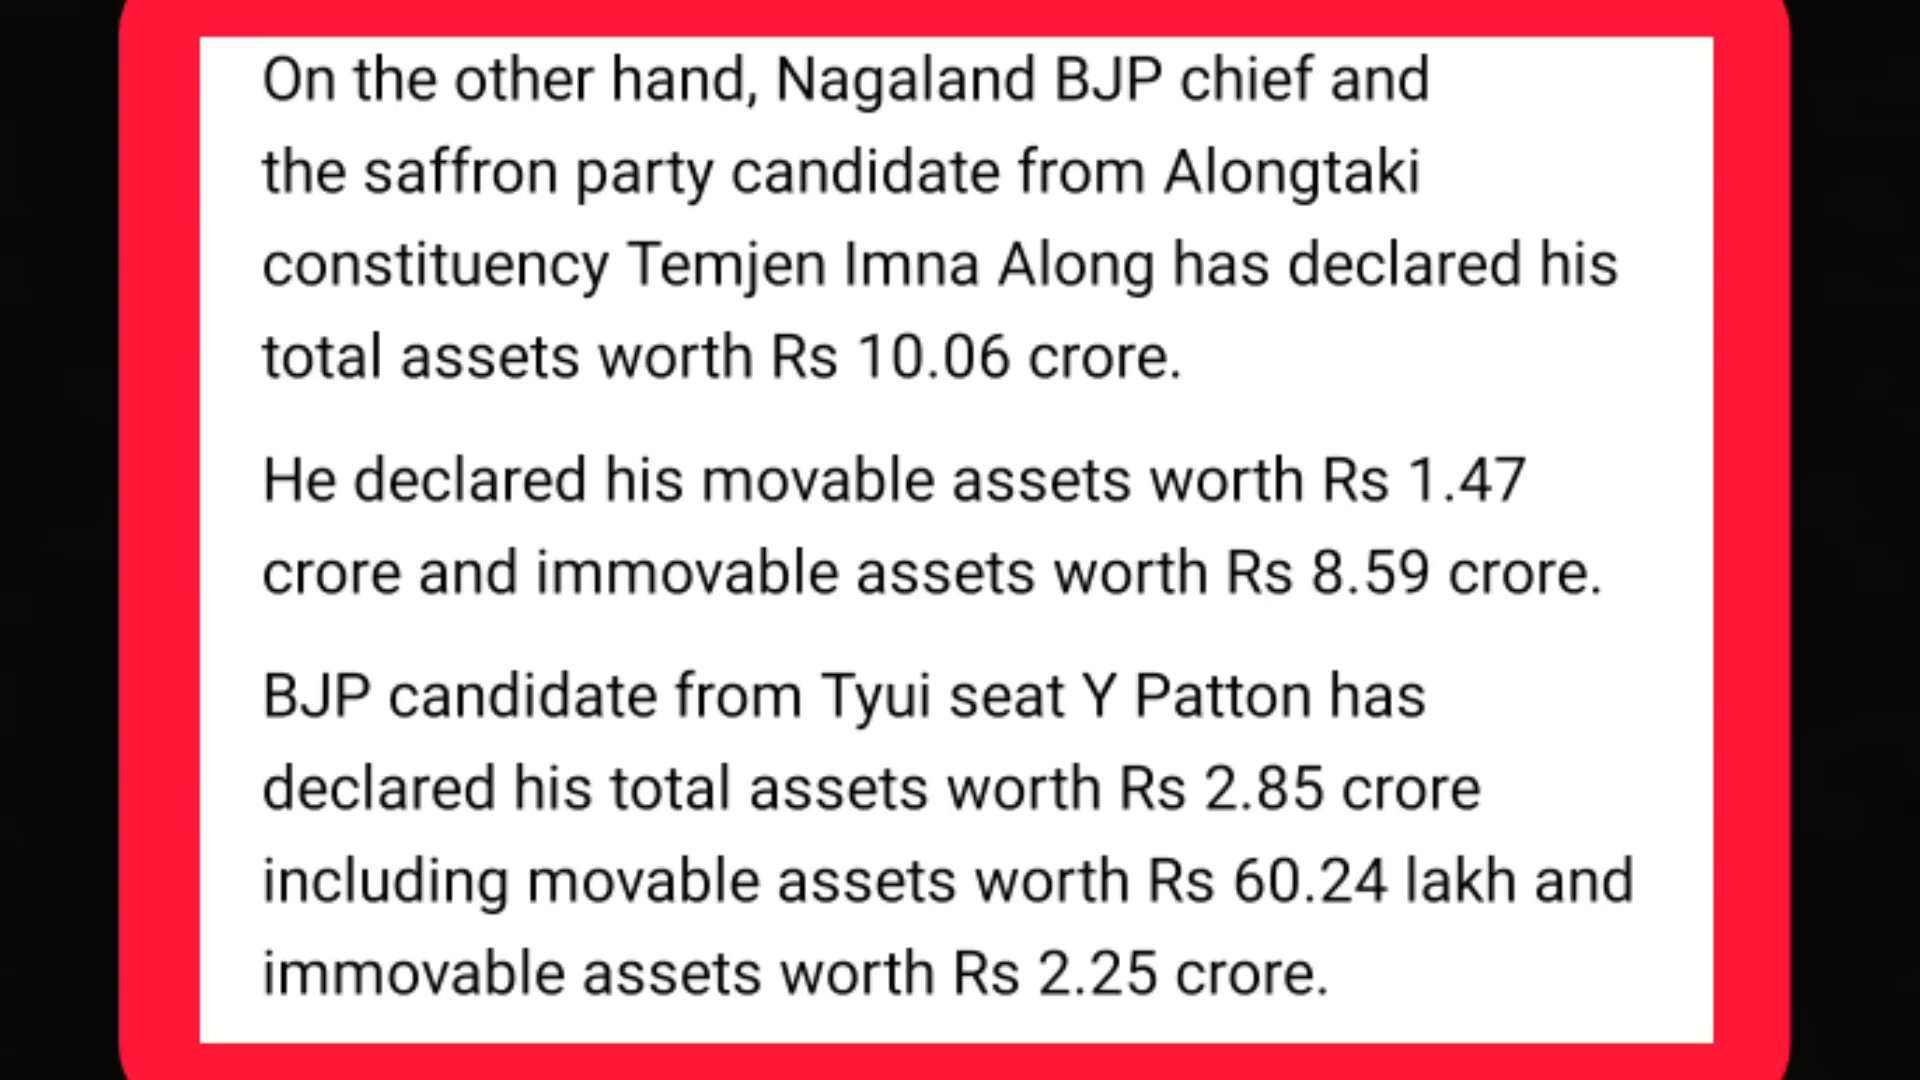 On the other hand, Nagaland BJP chief and
the saffron party candidate from Alongtaki
constituency Temjen Imna Along has declared his
total assets worth Rs 10.06 crore.
He declared his movable assets worth Rs 1.47
crore and immovable assets worth Rs 8.59 crore.
BJP candidate from Tyui seat Y Patton has
declared his total assets worth Rs 2.85 crore
including movable assets worth Rs 60.24 lakh and
immovable assets worth Rs 2.25 crore.